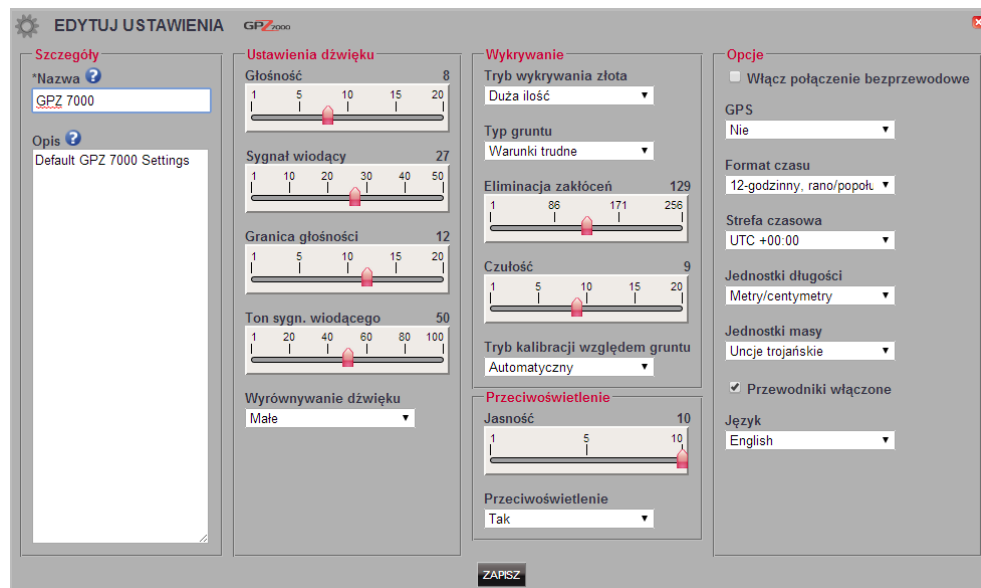 EDYTUJ USTAWIENIA GPZ 7000
Szczegóły
*Nazwa ?
GPZ 7000
Opis ?
Default GPZ 7000 Settings
Ustawienia dźwięku
Głośność 8
1 5 10 15 20
Sygnał wiodący 27
1 10 20 30 40 50
Granica głośności 12
1 5 10 15 20
Ton sygn. wiodącego 50
1 20 40 60 80 100
Wyrównywanie dźwięku
Małe
Wykrywanie
Tryb wykrywania złota
Duża ilość
Typ gruntu
Warunki trudne
Eliminacja zakłóceń 129
1 86 171 256
Czułość 9
1 5 10 15 20
Tryb kalibracji względem gruntu
Automatyczny
Przeciwoświetlenie
Jasność 10
1 5 10
Przeciwoświetlenie
Tak
Opcje
Włącz połączenie bezprzewodowe
GPS
Nie
Format czasu
12-godzinny, rano/popołu
Strefa czasowa
UTC +00:00
Jednostki długości
Metry/centymetry
Jednostki masy
Uncje trojańskie
Przewodniki włączone
Język
English
ZAPISZ